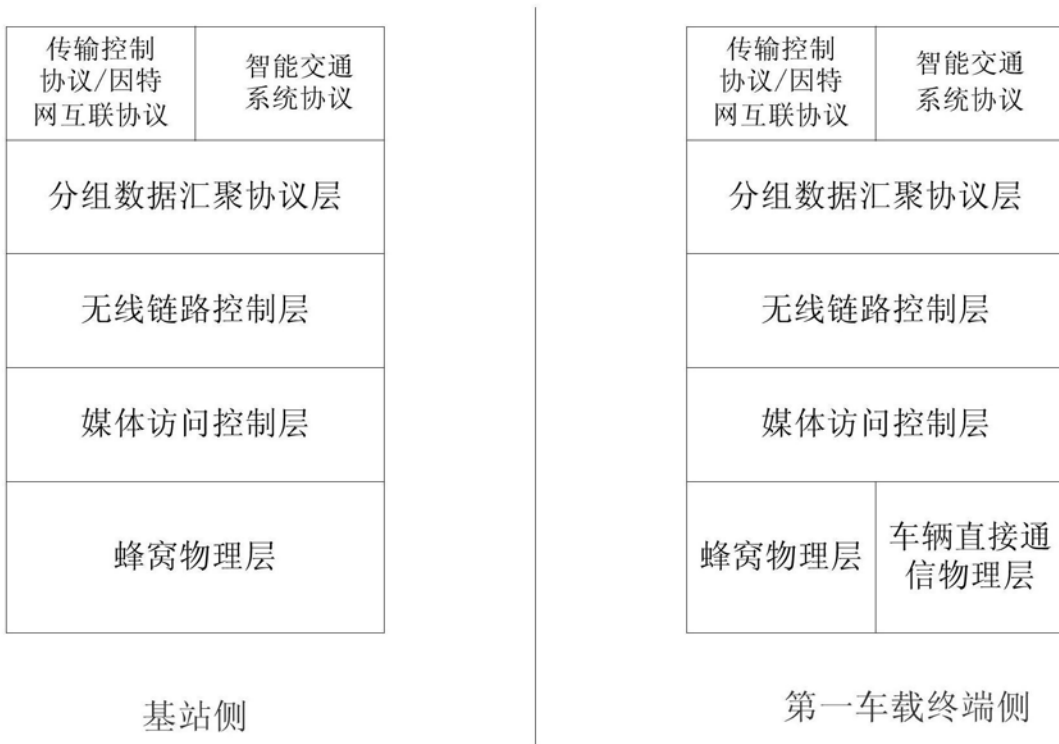 传输控制
协议/因特
网互联协议
智能交通
系统协议
分组数据汇聚协议层
无线链路控制层
媒体访问控制层
蜂窝物理层
基站侧
传输控制
协议/因特
网互联协议
智能交通
系统协议
分组数据汇聚协议层
无线链路控制层
媒体访问控制层
蜂窝物理层
车辆直接通
信物理层
第一车载终端侧